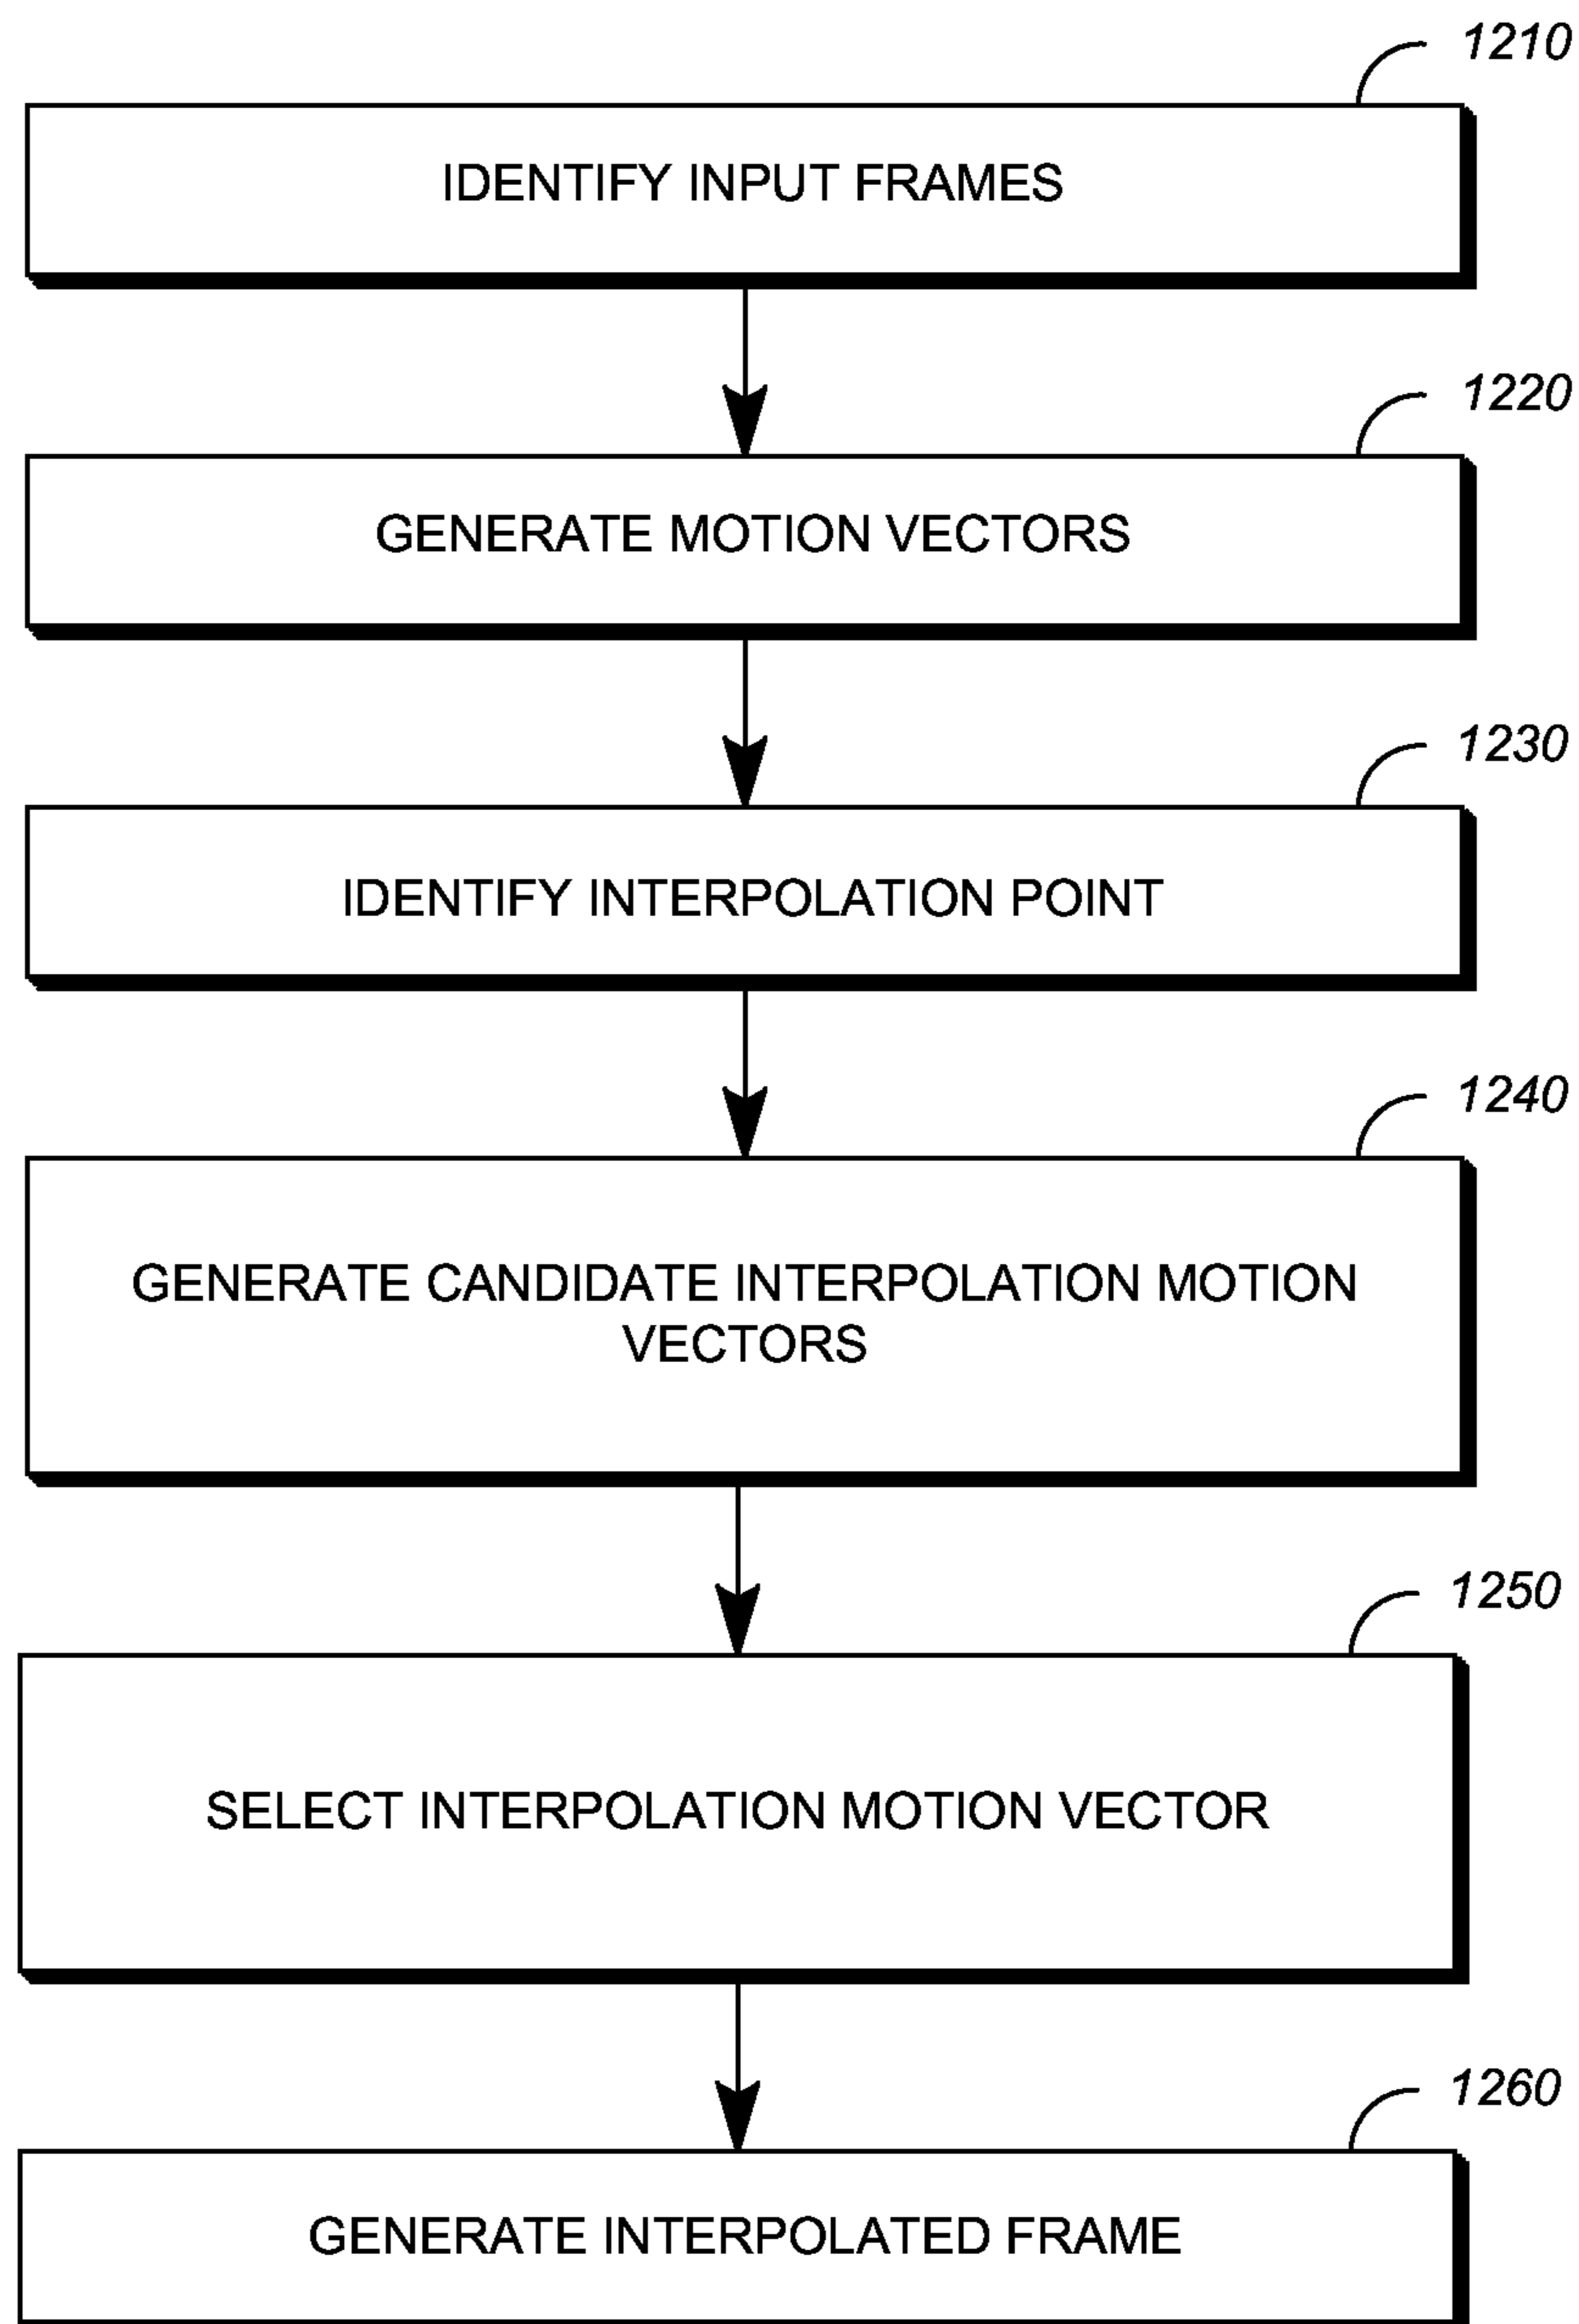 1210
IDENTIFY INPUT FRAMES
1220
GENERATE MOTION VECTORS
1230
IDENTIFY INTERPOLATION POINT
1240
GENERATE CANDIDATE INTERPOLATION MOTION
VECTORS
1250
SELECT INTERPOLATION MOTION VECTOR
1260
GENERATE INTERPOLATED FRAME